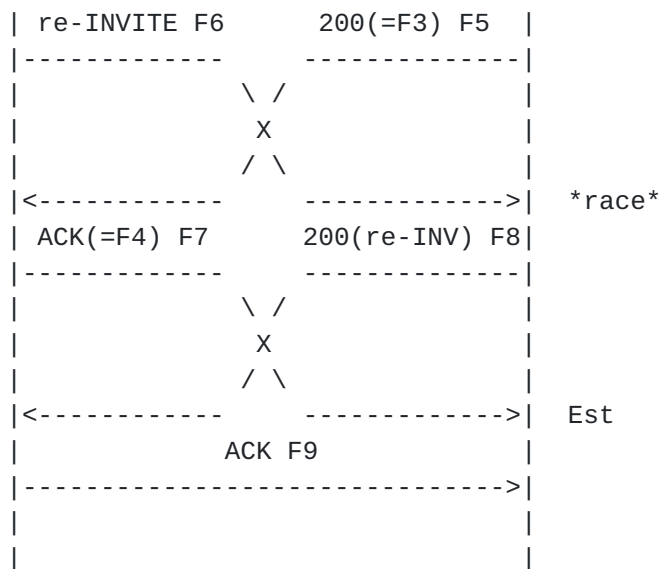 | re-INVITE F6      200(=F3) F5  |
|-------------     --------------|
|              \ /               |
|               X                |
|              / \               |
|<-------------     ------------->|  *race*
| ACK(=F4) F7      200(re-INV) F8|
|-------------     --------------|
|              \ /               |
|               X                |
|              / \               |
|<-------------     ------------->|  Est
|             ACK F9             |
|------------------------------->|
|                                |
|                                |